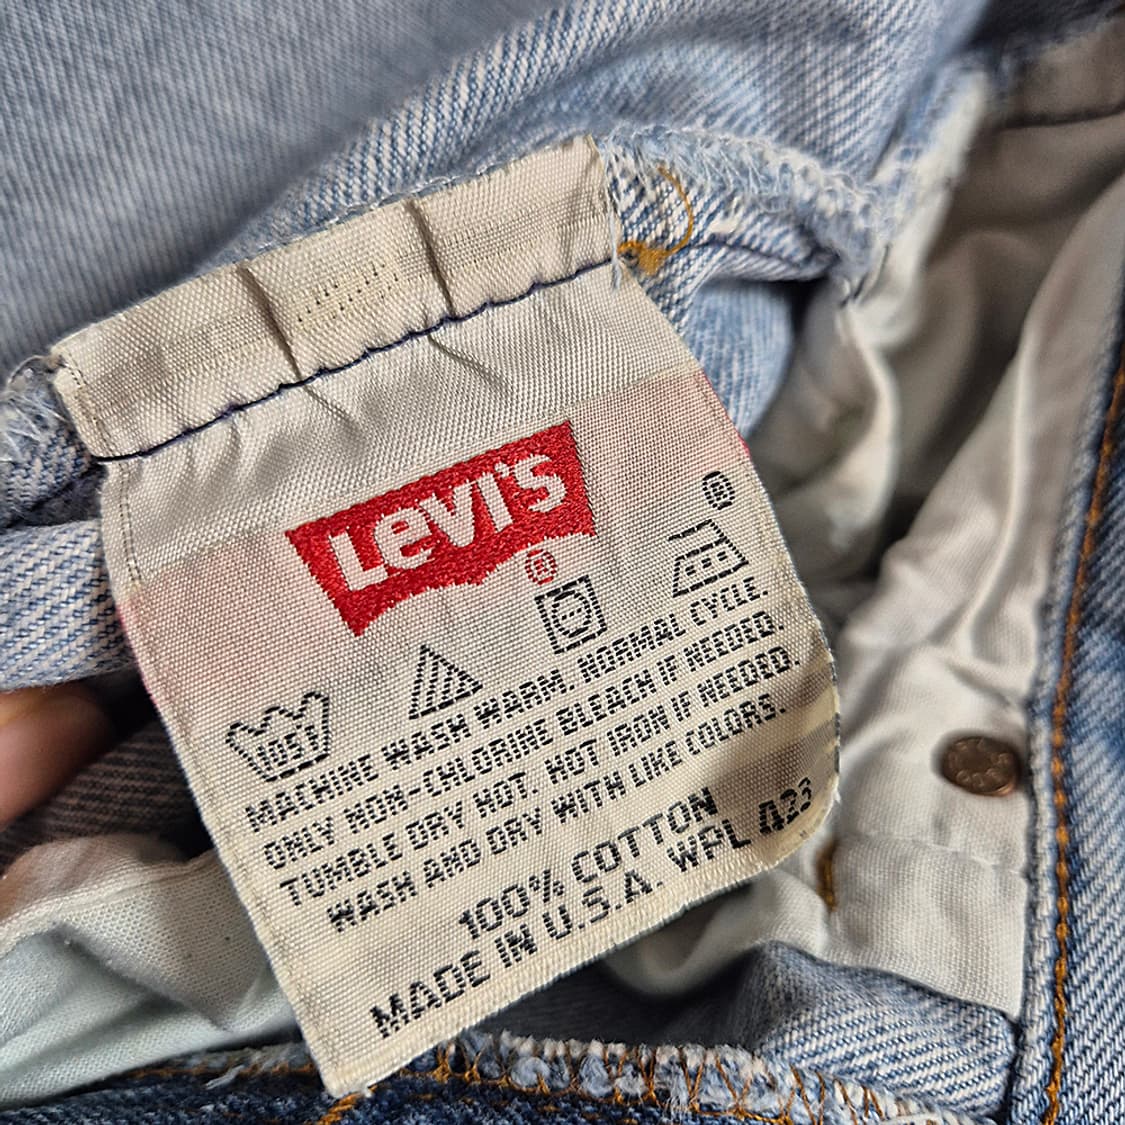 Levi's
®
®
105F
MACHINE WASH WARM. NORMAL CYCLE.
ONLY NON-CHLORINE BLEACH IF NEEDED.
TUMBLE DRY HOT. HOT IRON IF NEEDED.
WASH AND DRY WITH LIKE COLORS.
100% COTTON
WPL 423
MADE IN U.S.A.